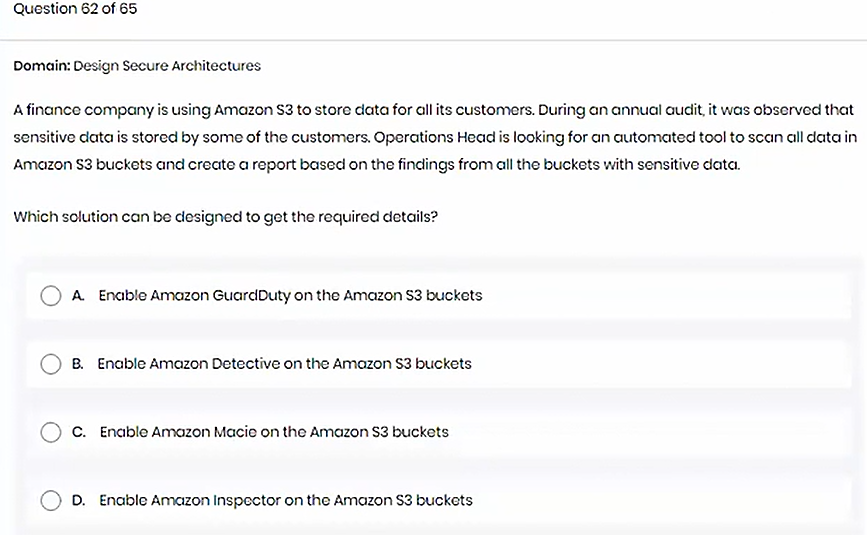 Question 62 of 65
Domain: Design Secure Architectures
A finance company is using Amazon S3 to store data for all its customers. During an annual audit, it was observed that
sensitive data is stored by some of the customers. Operations Head is looking for an automated tool to scan all data in
Amazon S3 buckets and create a report based on the findings from all the buckets with sensitive data.
Which solution can be designed to get the required details?
A. Enable Amazon GuardDuty on the Amazon S3 buckets
B. Enable Amazon Detective on the Amazon S3 buckets
C. Enable Amazon Macie on the Amazon S3 buckets
D. Enable Amazon Inspector on the Amazon S3 buckets